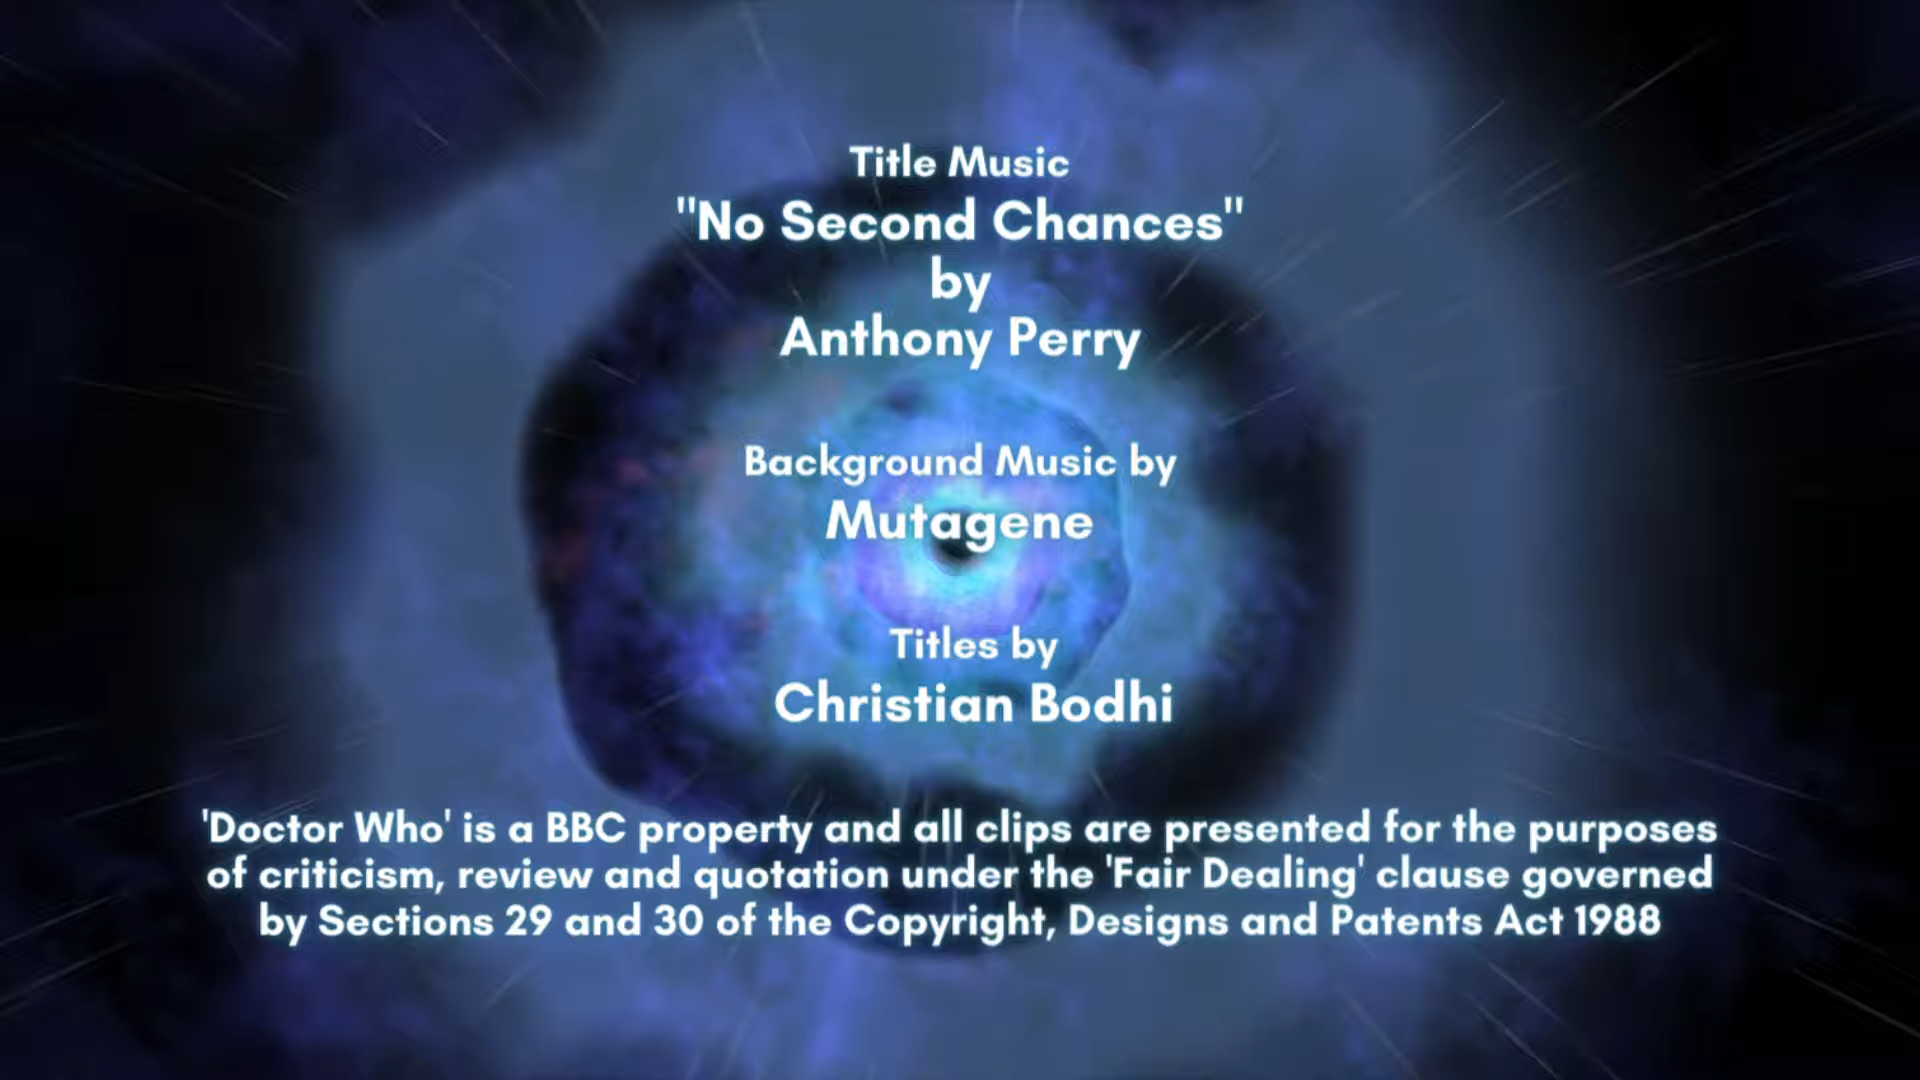 Title Music
"No Second Chances"
by
Anthony Perry
Background Music by
Mutagene
Titles by
Christian Bodhi
'Doctor Who' is a BBC property and all clips are presented for the purposes
of criticism, review and quotation under the 'Fair Dealing' clause governed
by Sections 29 and 30 of the Copyright, Designs and Patents Act 1988